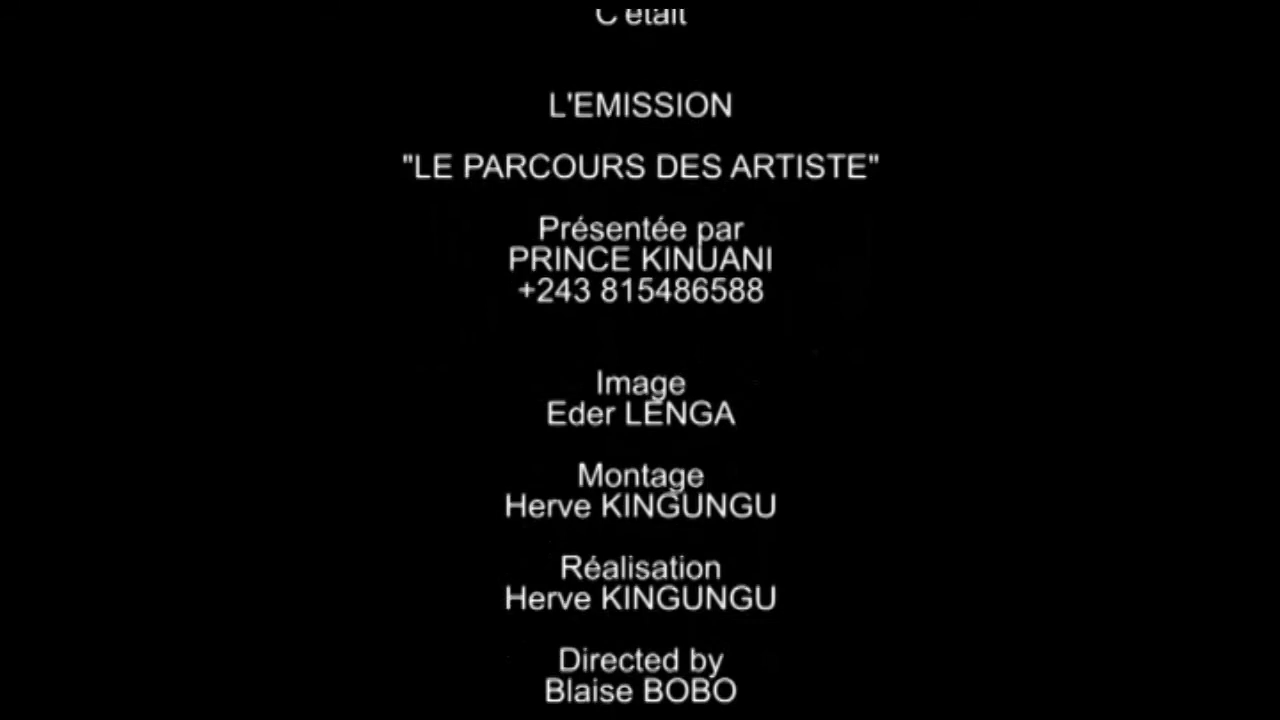 C'était
L'EMISSION
"LE PARCOURS DES ARTISTE"
Présentée par
PRINCE KINUANI
+243 815486588
Image
Eder LENGA
Montage
Herve KINGUNGU
Réalisation
Herve KINGUNGU
Directed by
Blaise BOBO